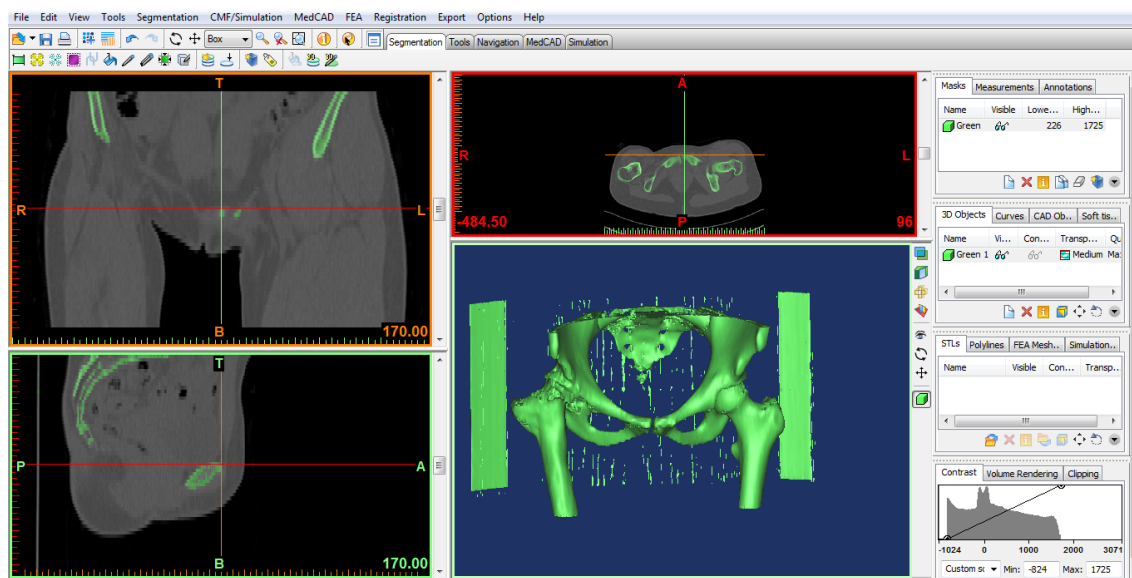 File Edit View Tools Segmentation CMF/Simulation MedCAD FEA Registration Export Options Help
Box Segmentation Tools Navigation MedCAD Simulation
T
R
L
B
170.00
A
R
L
P
-484.50
96
T
P
A
B
170.00
Masks Measurements Annotations
Name Visible Lowe... High...
Green 226 1725
3D Objects Curves CAD Ob.. Soft tis..
Name Vi... Con... Transp... Qu
Green 1 Medium Ma:
STLs Polylines FEA Mesh.. Simulation..
Name Visible Con... Transp...
Contrast Volume Rendering Clipping
-1024 0 1000 2000 3071
Custom sc Min: -824 Max: 1725